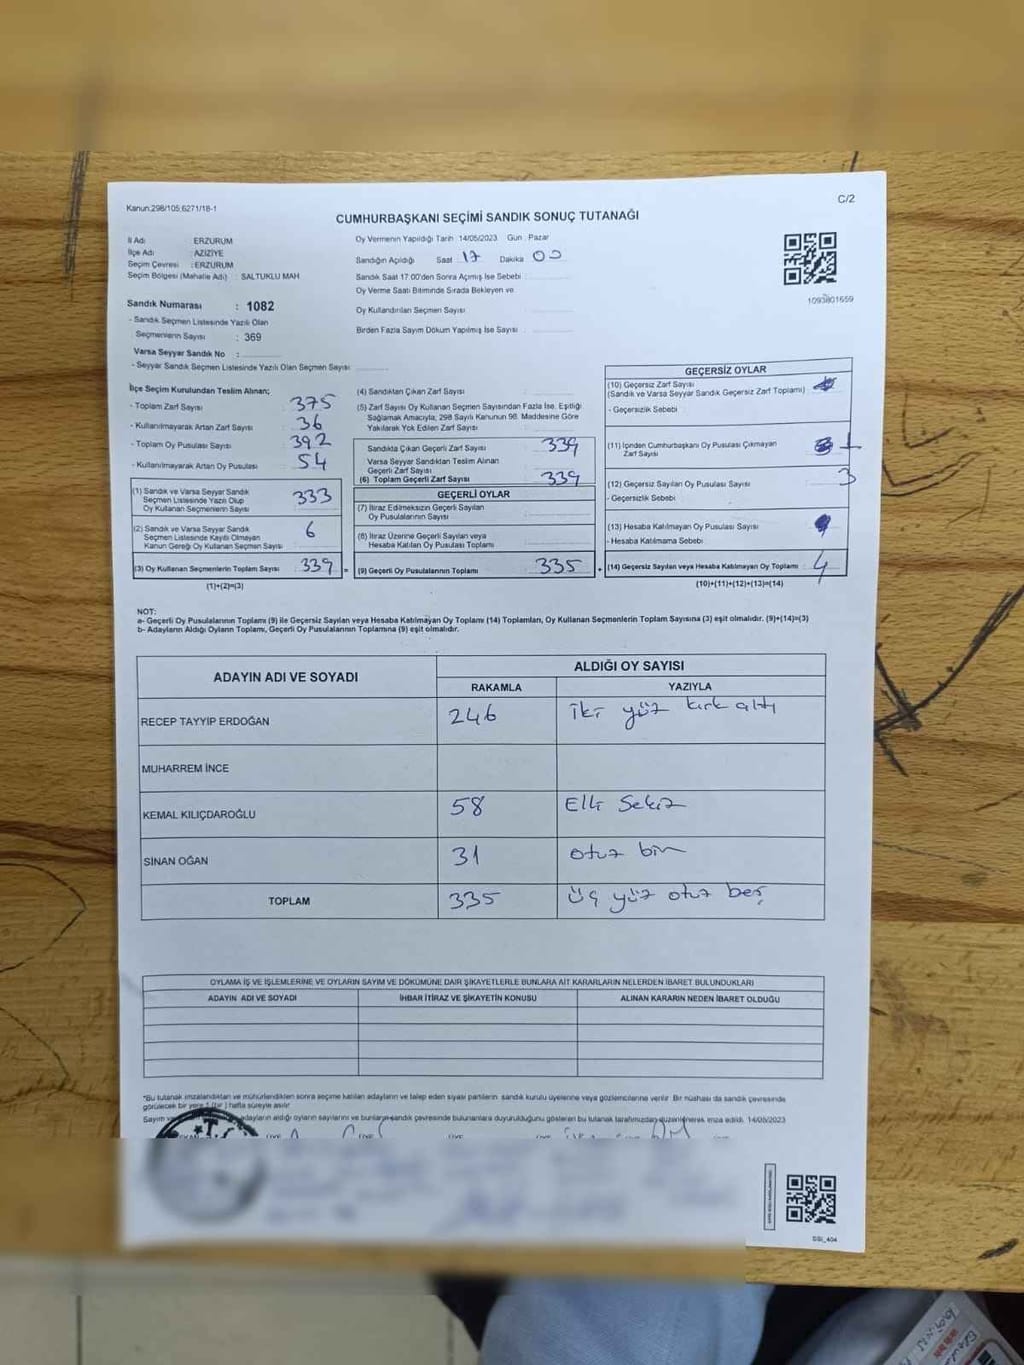 Kanun:298/105;6271/18-1
C/2
CUMHURBAŞKANI SEÇİMİ SANDIK SONUÇ TUTANAĞI
İl Adı ERZURUM
İlçe Adı : AZİZİYE
Seçim Çevresi : ERZURUM
Seçim Bölgesi (Mahalle Adı) : SALTUKLU MAH
Sandık Numarası : 1082
- Sandık Seçmen Listesinde Yazılı Olan
Seçmenlerin Sayısı : 369
Varsa Seyyar Sandık No :
- Seyyar Sandık Seçmen Listesinde Yazılı Olan Seçmen Sayısı
Oy Vermenin Yapıldığı Tarih 14/05/2023 Gün Pazar
Sandığın Açıldığı Saat 17 Dakika 00
Sandık Saat 17:00'den Sonra Açılmış İse Sebebi
Oy Verme Saati Bitiminde Sırada Bekleyen ve
Oy Kullandırılan Seçmen Sayısı
Birden Fazla Sayım Döküm Yapılmış İse Sayısı
1093801659
İlçe Seçim Kurulundan Teslim Alınan;
- Toplam Zarf Sayısı 375
- Kullanılmayarak Artan Zarf Sayısı 36
- Toplam Oy Pusulası Sayısı 392
- Kullanılmayarak Artan Oy Pusulası 54
(1) Sandık ve Varsa Seyyar Sandık
Seçmen Listesinde Yazılı Olup
Oy Kullanan Seçmenlerin Sayısı 333
(2) Sandık ve Varsa Seyyar Sandık
Seçmen Listesinde Kayıtlı Olmayan
Kanun Gereği Oy Kullanan Seçmen Sayısı 6
(3) Oy Kullanan Seçmenlerin Toplam Sayısı 339 =
(1)+(2)=(3)
(4) Sandıktan Çıkan Zarf Sayısı
(5) Zarf Sayısı Oy Kullanan Seçmen Sayısından Fazla İse, Eşitliği
Sağlamak Amacıyla, 298 Sayılı Kanunun 98. Maddesine Göre
Yakılarak Yok Edilen Zarf Sayısı
Sandıkta Çıkan Geçerli Zarf Sayısı 339
Varsa Seyyar Sandıktan Teslim Alınan
Geçerli Zarf Sayısı
(6) Toplam Geçerli Zarf Sayısı 339
GEÇERLİ OYLAR
(7) İtiraz Edilmeksizin Geçerli Sayılan
Oy Pusulalarının Sayısı
(8) İtiraz Üzerine Geçerli Sayılan veya
Hesaba Katılan Oy Pusulası Toplamı
(9) Geçerli Oy Pusulalarının Toplamı 335 +
GEÇERSİZ OYLAR
(10) Geçersiz Zarf Sayısı
(Sandık ve Varsa Seyyar Sandık Geçersiz Zarf Toplamı)
- Geçersizlik Sebebi
(11) İçinden Cumhurbaşkanı Oy Pusulası Çıkmayan
Zarf Sayısı 1
(12) Geçersiz Sayılan Oy Pusulası Sayısı 3
- Geçersizlik Sebebi
(13) Hesaba Katılmayan Oy Pusulası Sayısı
- Hesaba Katılmama Sebebi
(14) Geçersiz Sayılan veya Hesaba Katılmayan Oy Toplamı 4
(10)+(11)+(12)+(13)=(14)
NOT:
a- Geçerli Oy Pusulalarının Toplamı (9) ile Geçersiz Sayılan veya Hesaba Katılmayan Oy Toplamı (14) Toplamları, Oy Kullanan Seçmenlerin Toplam Sayısına (3) eşit olmalıdır. (9)+(14)=(3)
b- Adayların Aldığı Oyların Toplamı, Geçerli Oy Pusulalarının Toplamına (9) eşit olmalıdır.
ADAYIN ADI VE SOYADI
ALDIĞI OY SAYISI
RAKAMLA YAZIYLA
RECEP TAYYİP ERDOĞAN 246 iki yüz kırk altı
MUHARREM İNCE
KEMAL KILIÇDAROĞLU 58 Elli Sekiz
SİNAN OĞAN 31 otuz bir
TOPLAM 335 üç yüz otuz beş
OYLAMA İŞ VE İŞLEMLERİNE VE OYLARIN SAYIM VE DÖKÜMÜNE DAİR ŞİKAYETLERLE BUNLARA AİT KARARLARIN NELERDEN İBARET BULUNDUKLARI
ADAYIN ADI VE SOYADI İHBAR İTİRAZ VE ŞİKAYETİN KONUSU ALINAN KARARIN NEDEN İBARET OLDUĞU
*Bu tutanak imzalandıktan ve mühürlendikten sonra seçime katılan adayların ve talep eden siyasi partilerin sandık kurulu üyelerine veya gözlemcilerine verilir. Bir nüshası da sandık çevresinde
görülecek bir yere 1 (bir) hafta süreyle asılır
Sayım adayların aldığı oyların sayılarını ve bunların sandık çevresinde bulunanlara duyurulduğunu gösteren bu tutanak tarafımızdan düzenlenerek imza edildi. 14/05/2023
SSİ_404